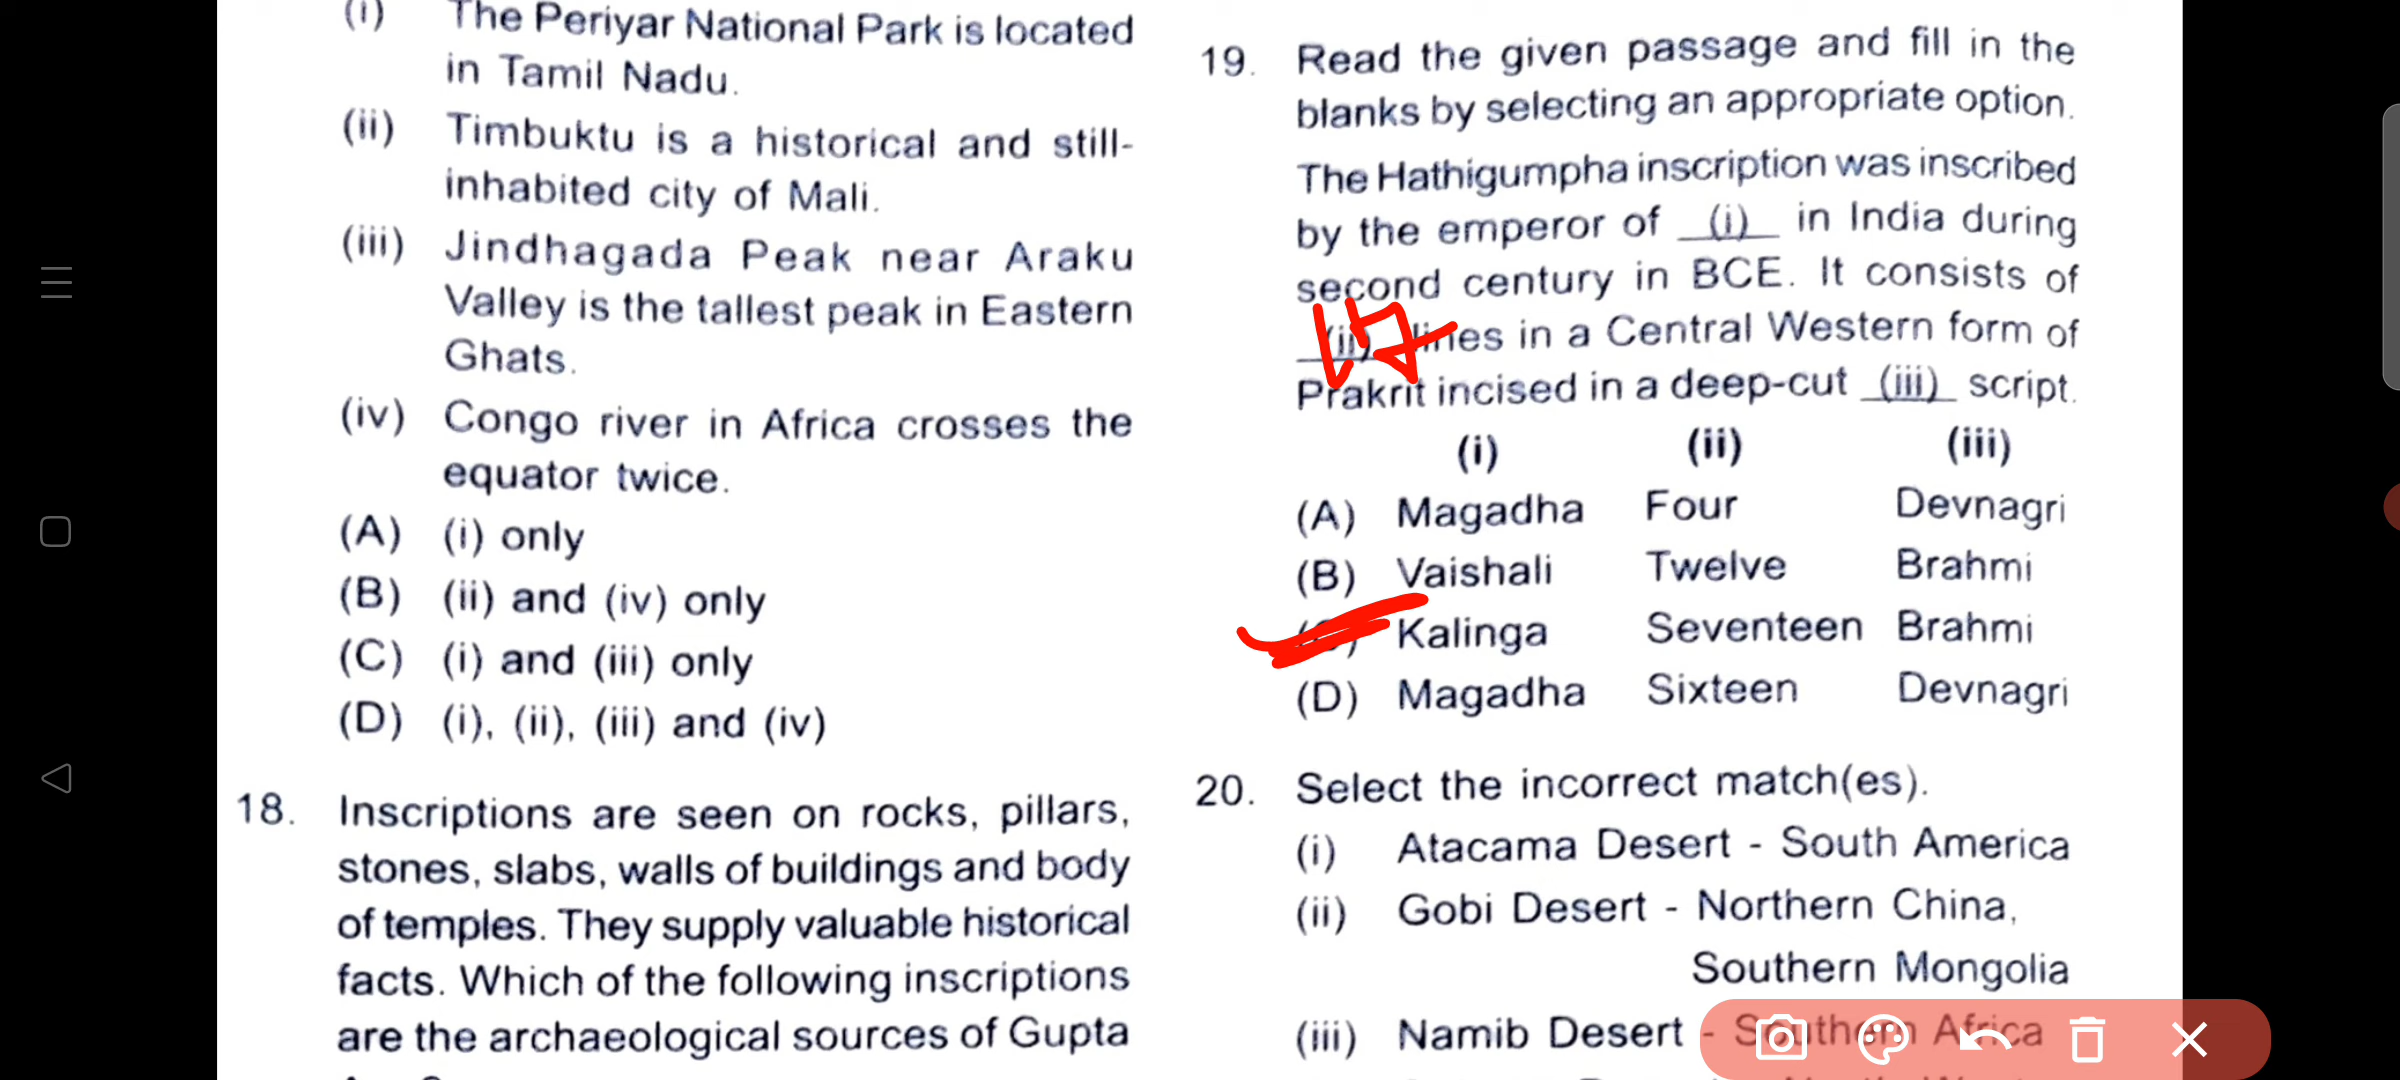 (i) The Periyar National Park is located
in Tamil Nadu.
(ii) Timbuktu is a historical and still-
inhabited city of Mali.
(iii) Jindhagada Peak near Araku
Valley is the tallest peak in Eastern
Ghats.
(iv) Congo river in Africa crosses the
equator twice.
(A) (i) only
(B) (ii) and (iv) only
(C) (i) and (iii) only
(D) (i), (ii), (iii) and (iv)
18. Inscriptions are seen on rocks, pillars,
stones, slabs, walls of buildings and body
of temples. They supply valuable historical
facts. Which of the following inscriptions
are the archaeological sources of Gupta
19. Read the given passage and fill in the
blanks by selecting an appropriate option.
The Hathigumpha inscription was inscribed
by the emperor of (i) in India during
second century in BCE. It consists of
(ii) lines in a Central Western form of
Prakrit incised in a deep-cut (iii) script.
(i) (ii) (iii)
(A) Magadha Four Devnagri
(B) Vaishali Twelve Brahmi
Kalinga Seventeen Brahmi
(D) Magadha Sixteen Devnagri
20. Select the incorrect match(es).
(i) Atacama Desert - South America
(ii) Gobi Desert - Northern China,
Southern Mongolia
(iii) Namib Desert - Southern Africa